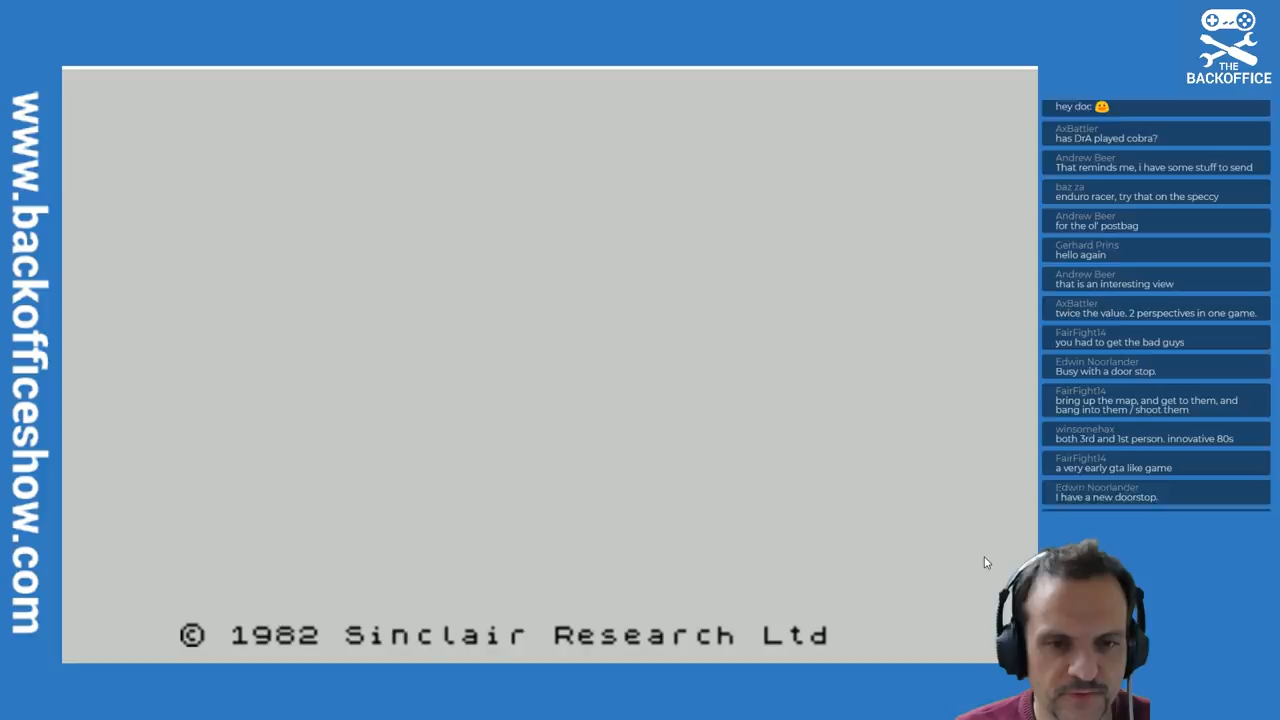 www.backofficeshow.com
THE
BACKOFFICE
hey doc
AxBattler
has DrA played cobra?
Andrew Beer
That reminds me, i have some stuff to send
baz za
enduro racer, try that on the speccy
Andrew Beer
for the ol' postbag
Gerhard Prins
hello again
Andrew Beer
that is an interesting view
AxBattler
twice the value. 2 perspectives in one game.
FairFight14
you had to get the bad guys
Edwin Noorlander
Busy with a door stop.
FairFight14
bring up the map, and get to them, and
bang into them / shoot them
winsomehax
both 3rd and 1st person. innovative 80s
FairFight14
a very early gta like game
Edwin Noorlander
I have a new doorstop.
© 1982 Sinclair Research Ltd